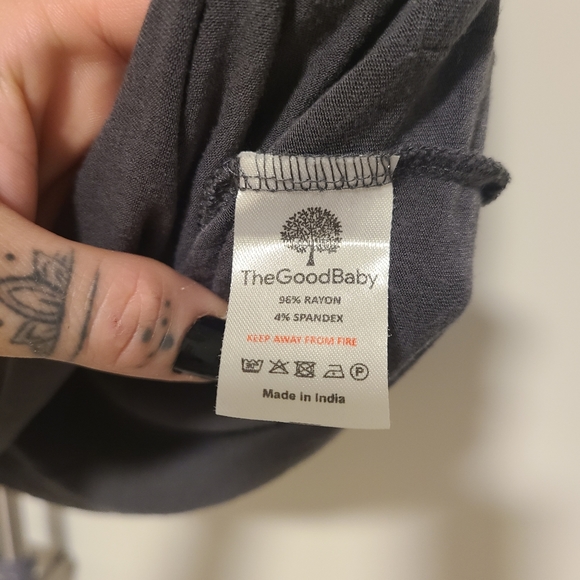 TheGoodBaby
96% RAYON
4% SPANDEX
KEEP AWAY FROM FIRE
P
Made in India